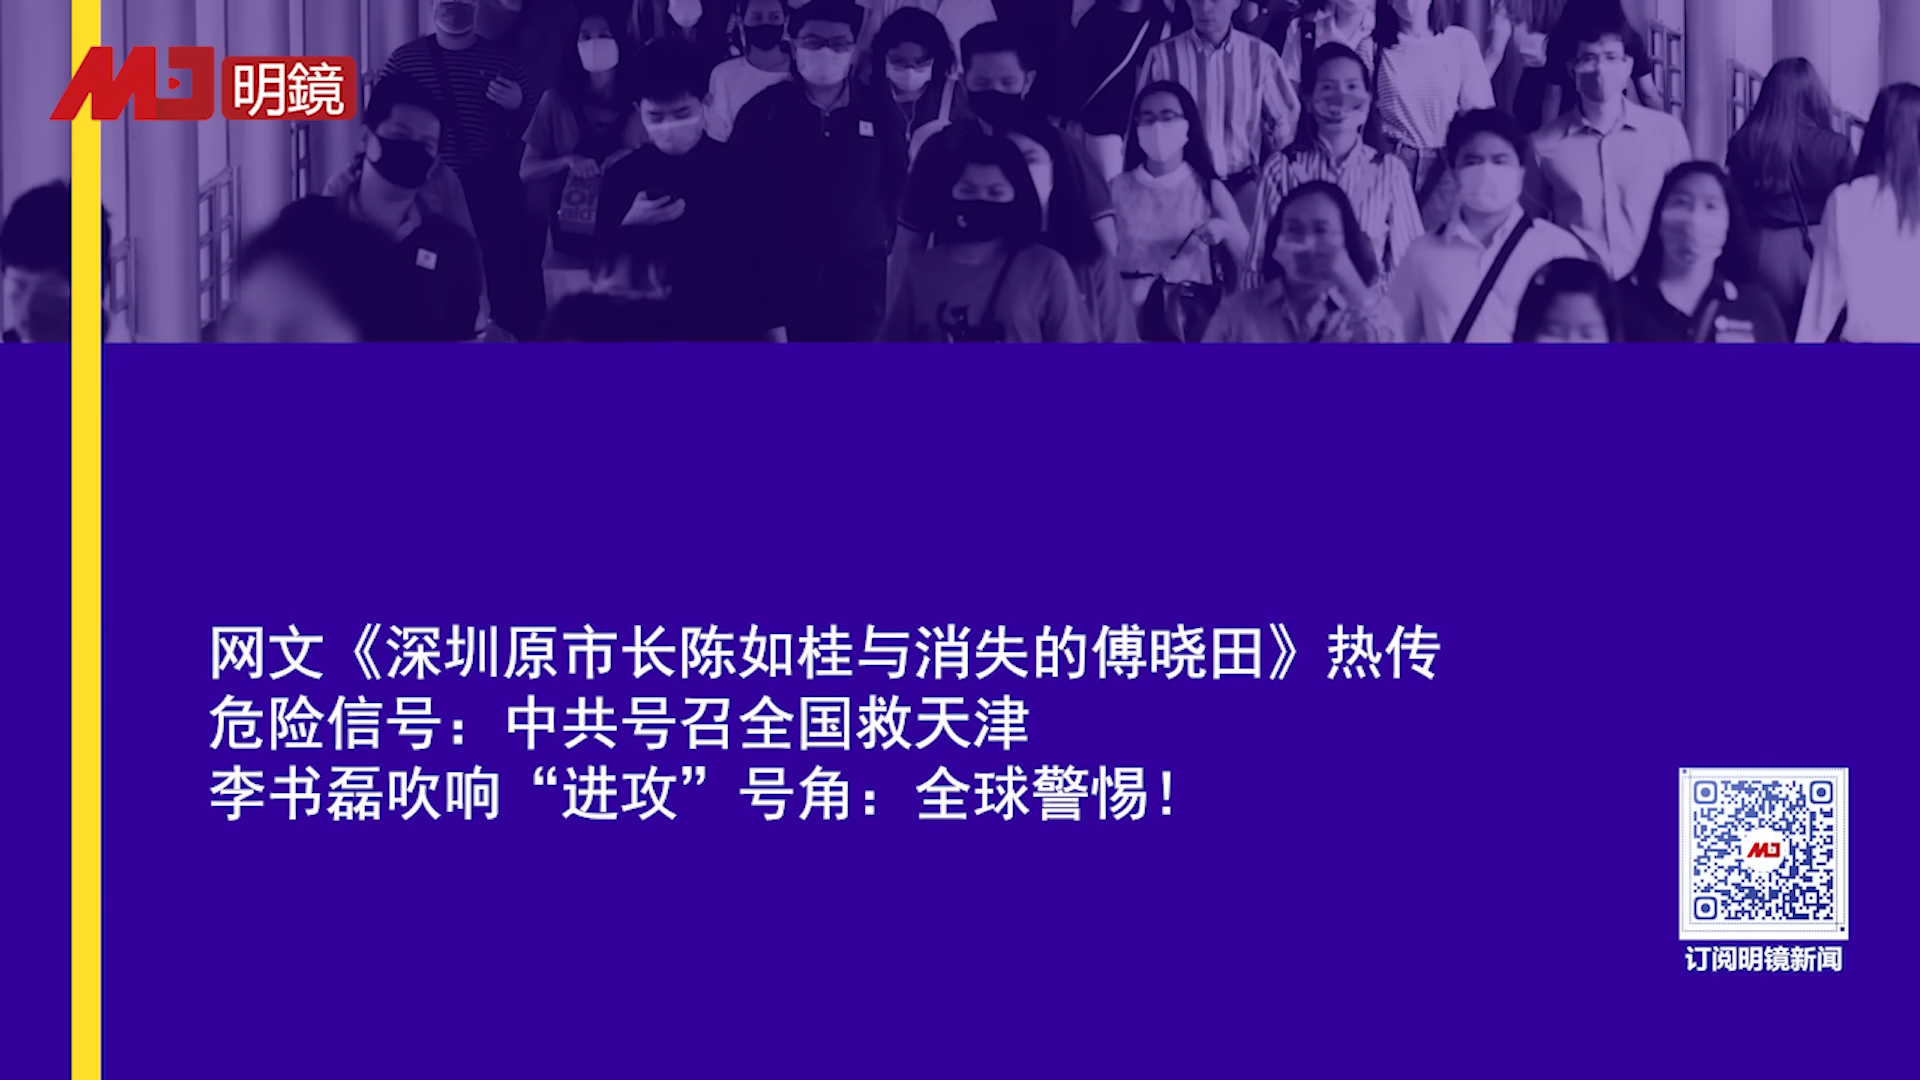 明鏡
网文《深圳原市长陈如桂与消失的傅晓田》热传
危险信号：中共号召全国救天津
李书磊吹响“进攻”号角：全球警惕！
订阅明镜新闻